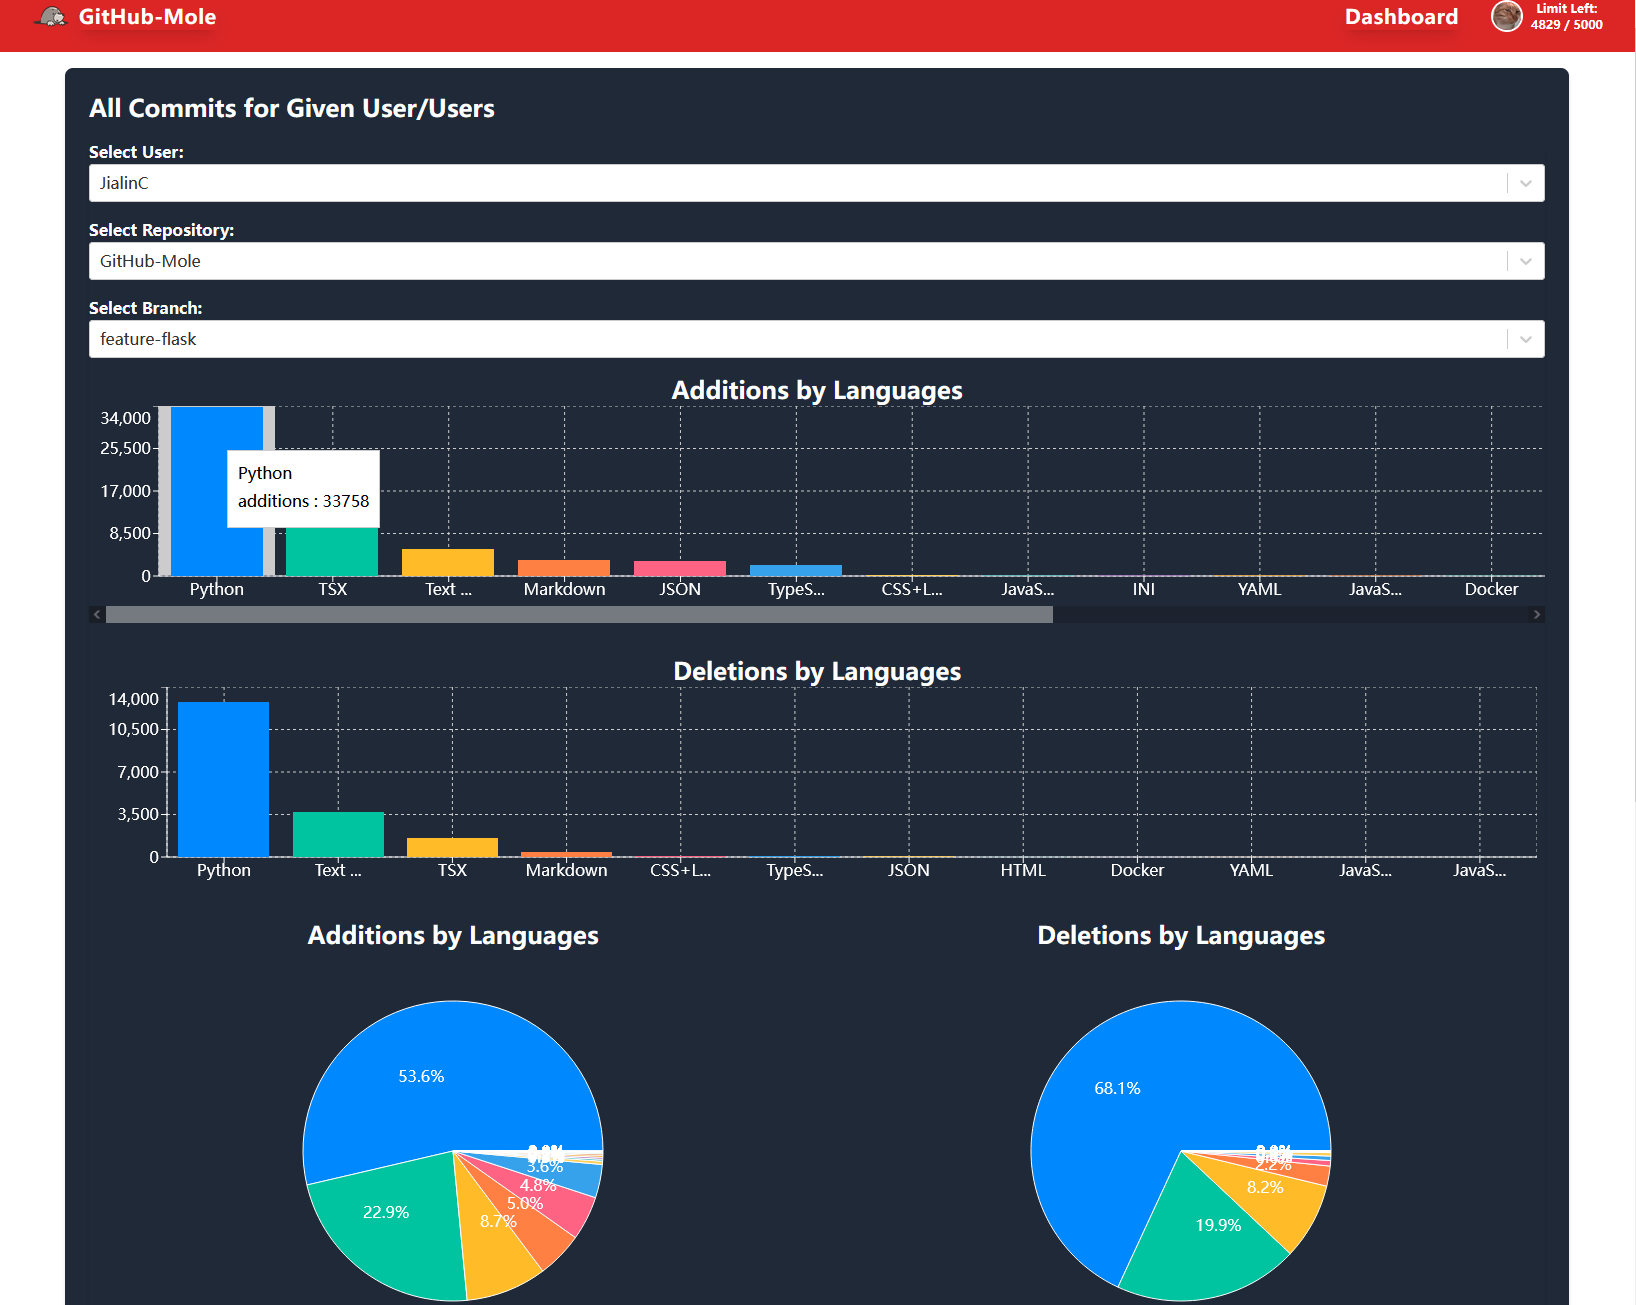 GitHub-Mole
Dashboard
Limit Left:
4829 / 5000
All Commits for Given User/Users
Select User:
JialinC
Select Repository:
GitHub-Mole
Select Branch:
feature-flask
Additions by Languages
34,000
25,500
17,000
8,500
0
Python
additions : 33758
Python TSX Text ... Markdown JSON TypeS... CSS+L... JavaS... INI YAML JavaS... Docker
Deletions by Languages
14,000
10,500
7,000
3,500
0
Python Text ... TSX Markdown CSS+L... TypeS... JSON HTML Docker YAML JavaS... JavaS...
Additions by Languages
53.6%
3.6%
4.8%
5.0%
22.9%
8.7%
Deletions by Languages
68.1%
2.2%
8.2%
19.9%